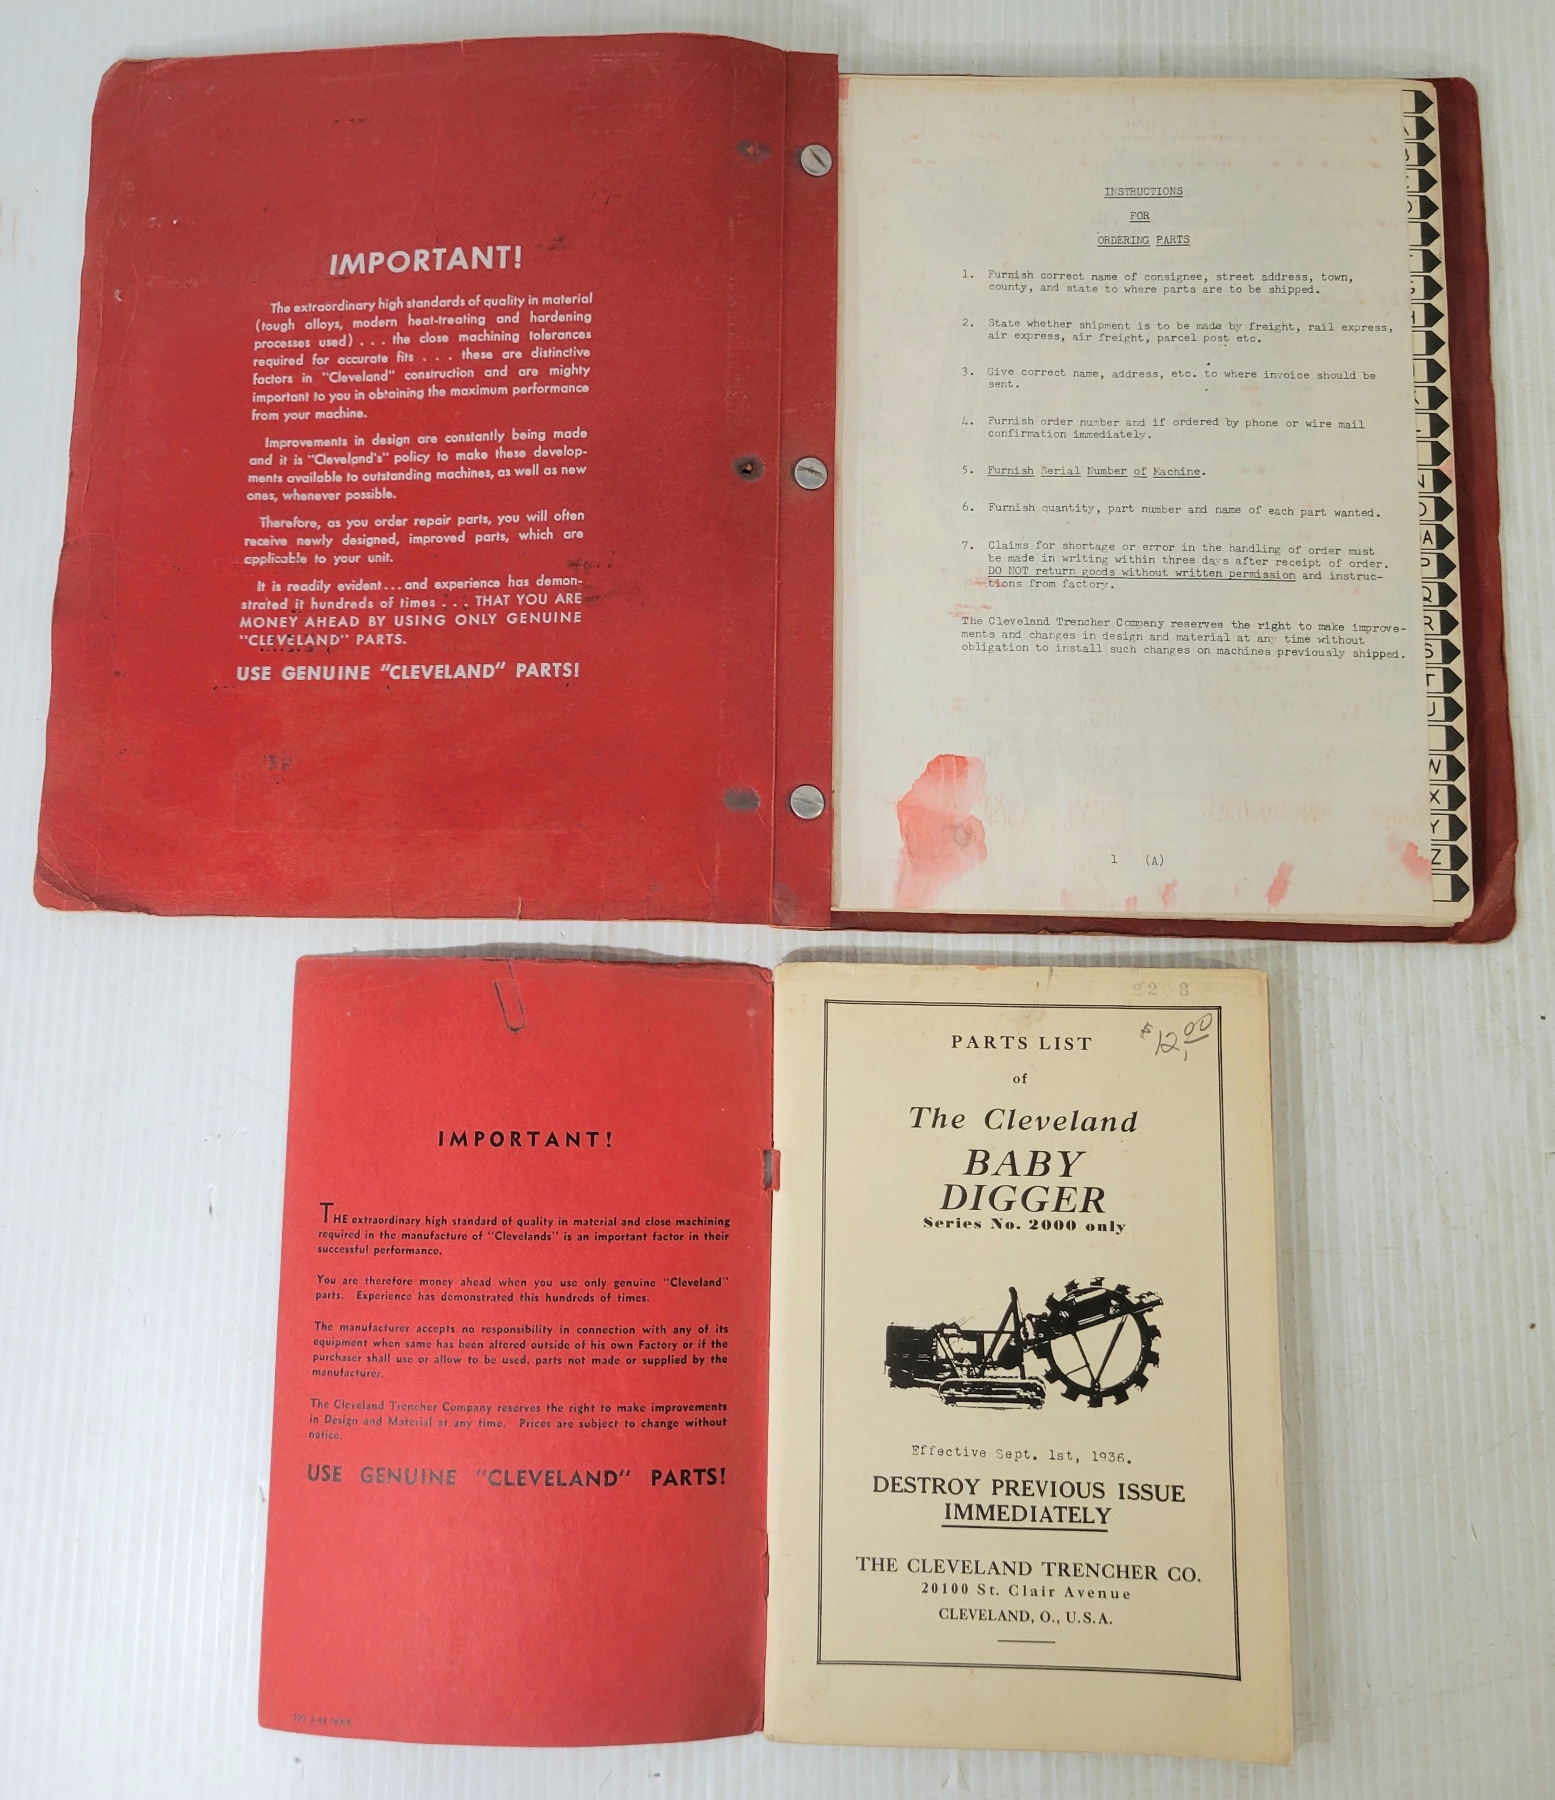 IMPORTANT!
The extraordinary high standards of quality in material
(tough alloys, modern heat-treating and hardening
processes used) . . . the close machining tolerances
required for accurate fits . . . these are distinctive
factors in "Cleveland" construction and are mighty
important to you in obtaining the maximum performance
from your machine.
Improvements in design are constantly being made
and it is "Cleveland's" policy to make these develop-
ments available to outstanding machines, as well as new
ones, whenever possible.
Therefore, as you order repair parts, you will often
receive newly designed, improved parts, which are
applicable to your unit.
It is readily evident...and experience has demon-
strated it hundreds of times . . . THAT YOU ARE
MONEY AHEAD BY USING ONLY GENUINE
"CLEVELAND" PARTS.
USE GENUINE "CLEVELAND" PARTS!
INSTRUCTIONS
FOR
ORDERING PARTS
1. Furnish correct name of consignee, street address, town,
county, and state to where parts are to be shipped.
2. State whether shipment is to be made by freight, rail express,
air express, air freight, parcel post etc.
3. Give correct name, address, etc. to where invoice should be
sent.
4. Furnish order number and if ordered by phone or wire mail
confirmation immediately.
5. Furnish Serial Number of Machine.
6. Furnish quantity, part number and name of each part wanted.
7. Claims for shortage or error in the handling of order must
be made in writing within three days after receipt of order.
DO NOT return goods without written permission and instruc-
tions from factory.
The Cleveland Trencher Company reserves the right to make improve-
ments and changes in design and material at any time without
obligation to install such changes on machines previously shipped.
1 (A)
B
G
H
L
N
O
A
P
Q
R
S
T
U
W
X
Y
Z
IMPORTANT!
THE extraordinary high standard of quality in material and close machining
required in the manufacture of "Clevelands" is an important factor in their
successful performance.
You are therefore money ahead when you use only genuine "Cleveland"
parts. Experience has demonstrated this hundreds of times.
The manufacturer accepts no responsibility in connection with any of its
equipment when same has been altered outside of his own Factory or if the
purchaser shall use or allow to be used, parts not made or supplied by the
manufacturer.
The Cleveland Trencher Company reserves the right to make improvements
in Design and Material at any time. Prices are subject to change without
notice.
USE GENUINE "CLEVELAND" PARTS!
$12.00
PARTS LIST
of
The Cleveland
BABY
DIGGER
Series No. 2000 only
Effective Sept. 1st, 1936.
DESTROY PREVIOUS ISSUE
IMMEDIATELY
THE CLEVELAND TRENCHER CO.
20100 St. Clair Avenue
CLEVELAND, O., U.S.A.